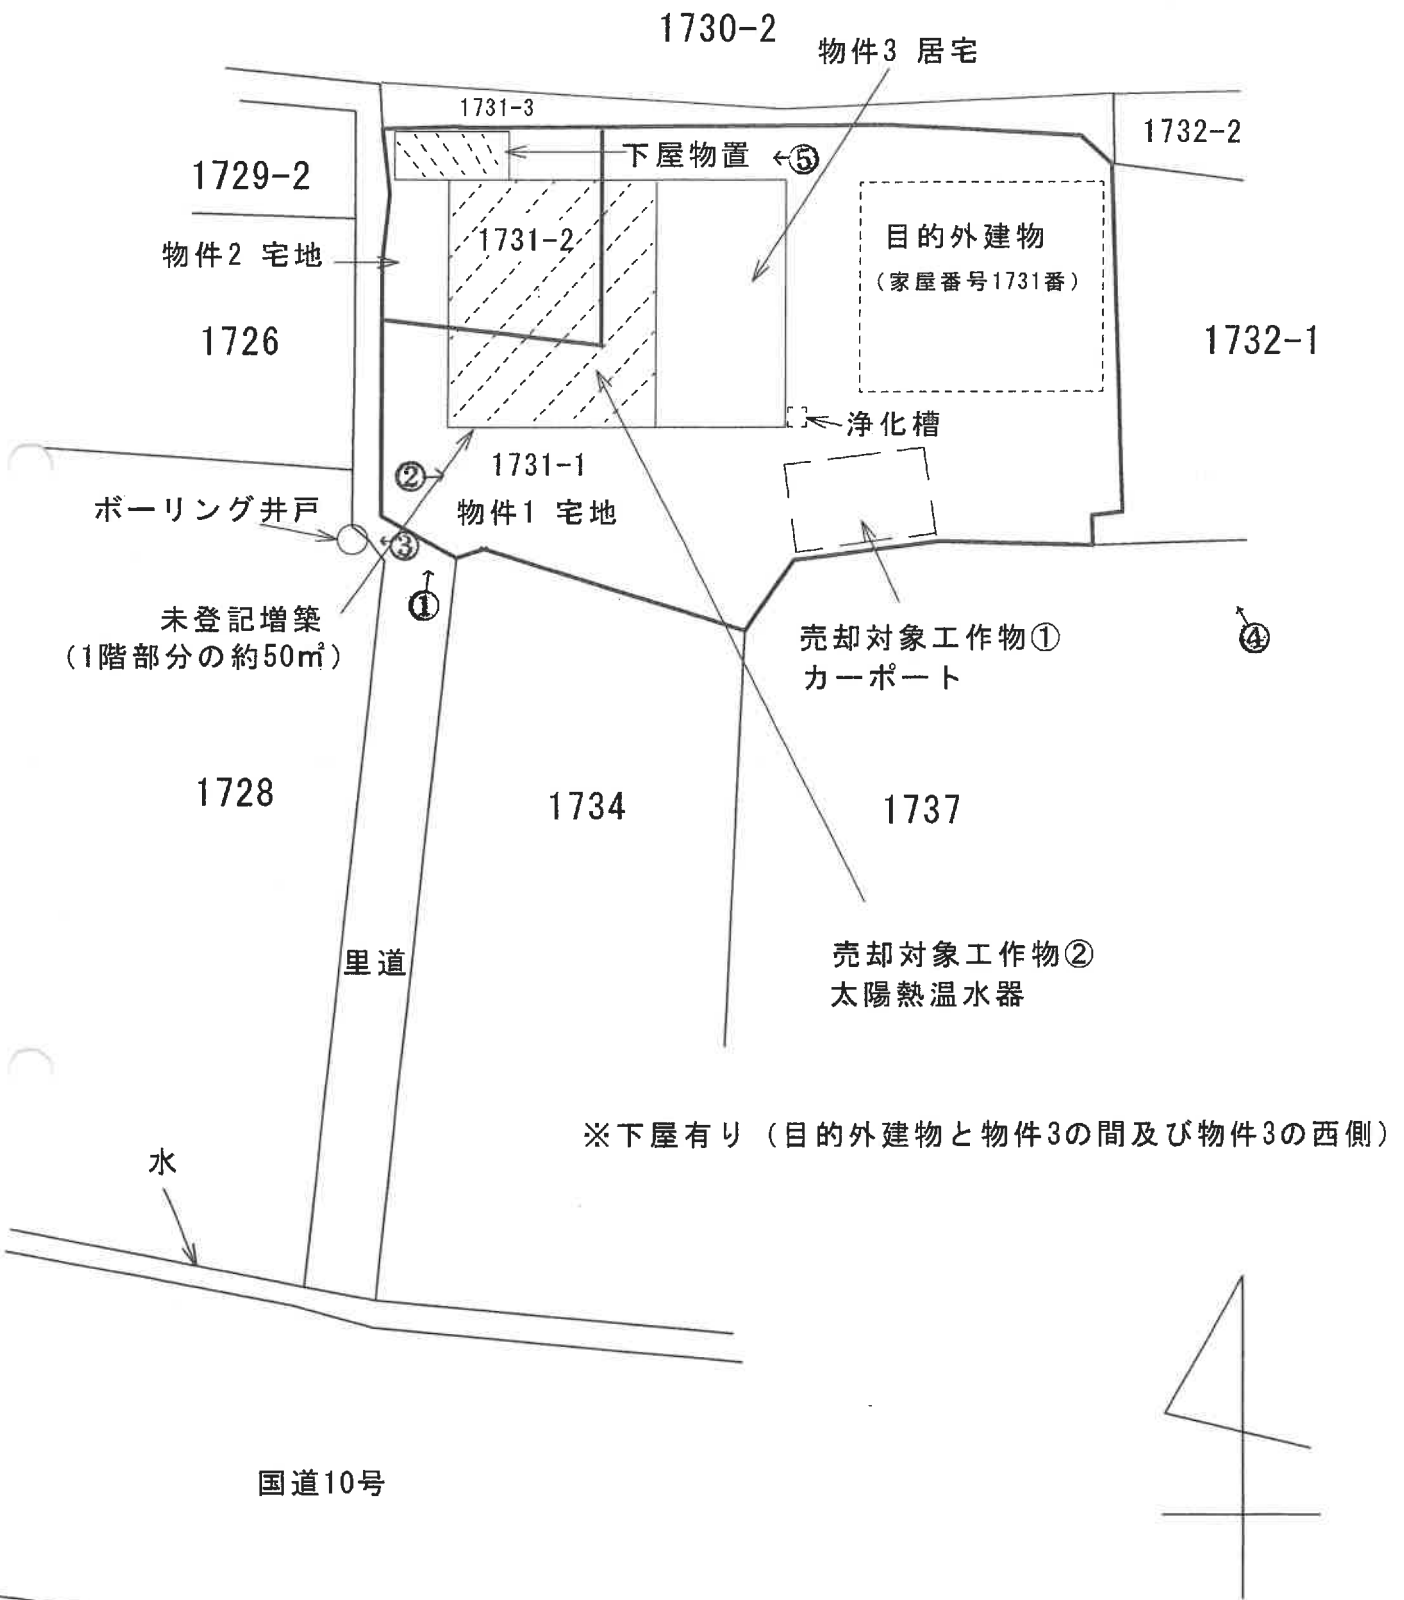 1730-2
物件3 居宅
1731-3
1732-2
下屋物置
⑤
1729-2
1731-2
目的外建物
(家屋番号1731番)
物件2 宅地
1726
1732-1
浄化槽
②
1731-1
物件1 宅地
ボーリング井戸
③
①
未登記増築
(1階部分の約50㎡)
売却対象工作物①
カーポート
④
1728
1734
1737
里道
売却対象工作物②
太陽熱温水器
※下屋有り(目的外建物と物件3の間及び物件3の西側)
水
国道10号